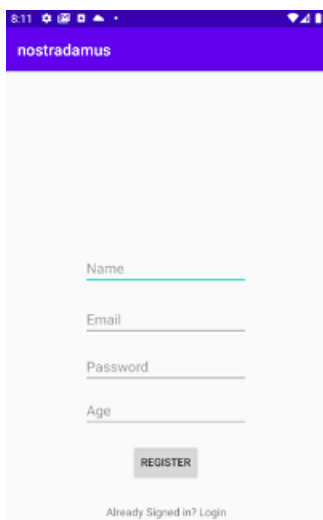 8:11
nostradamus
Name
Email
Password
Age
REGISTER
Already Signed in? Login